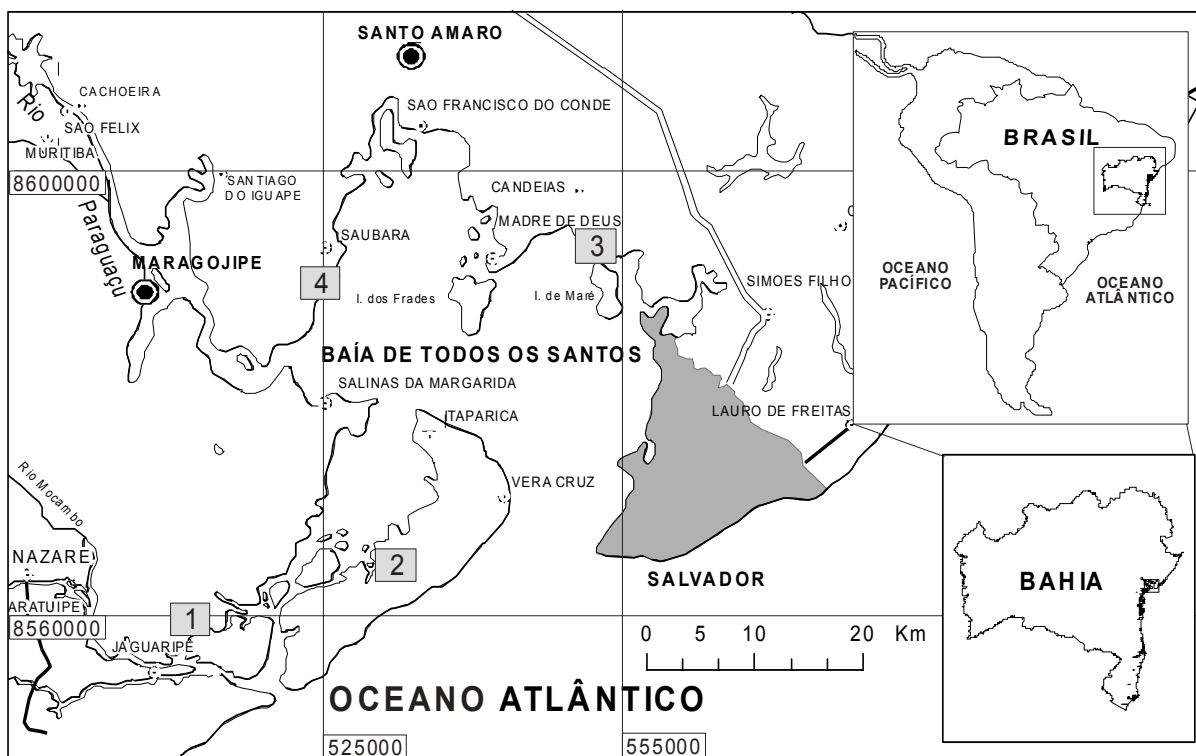 SANTO AMARO
CACHOEIRA
SAO FRANCISCO DO CONDE
Rio
SAO FELIX
MURITIBA
BRASIL
8600000
SANTIAGO
DO IGUAPE
CANDEIAS
MADRE DE DEUS
Paraguaçu
SAUBARA
3
MARAGOJIPE
4
SIMOES FILHO
OCEANO
PACÍFICO
OCEANO
ATLÂNTICO
I. dos Frades
I. de Maré
BAÍA DE TODOS OS SANTOS
SALINAS DA MARGARIDA
ITAPARICA
LAURO DE FREITAS
Rio Mocambo
VERA CRUZ
NAZARE
2
SALVADOR
BAHIA
ARATUIPE
1
8560000
JAGUARIPE
0 5 10 20 Km
OCEANO ATLÂNTICO
525000
555000